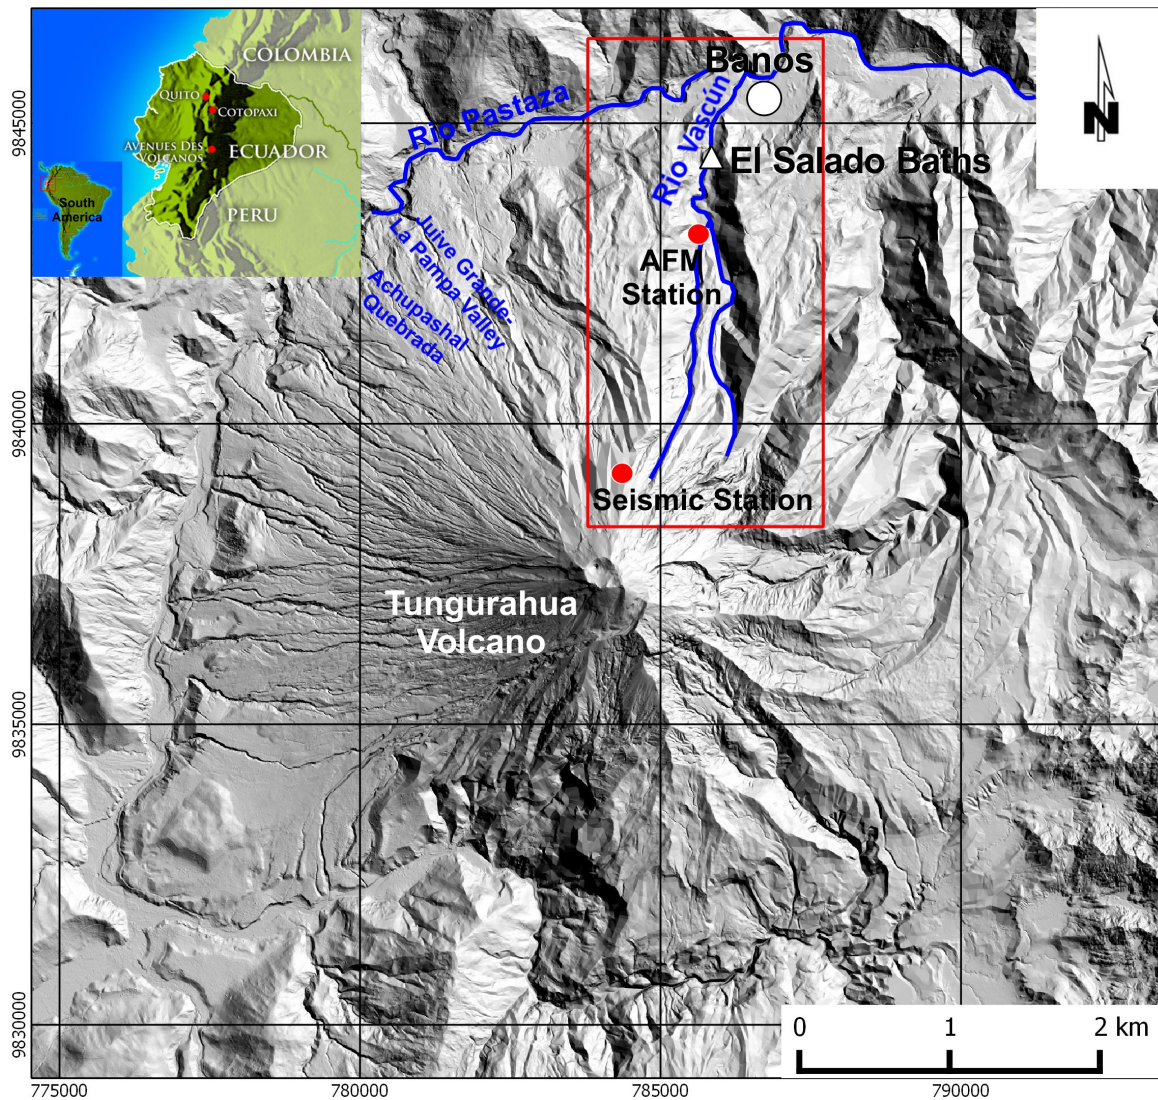 COLOMBIA
QUITO
COTOPAXI
AVENUES DES
VOLCANOS
ECUADOR
PERU
South
America
N
Banos
Rio Pastaza
Rio Vascún
El Salado Baths
AFM
Station
Juive Grande-
La Pampa Valley
Achupashal
Quebrada
Seismic Station
Tungurahua
Volcano
9845000
9840000
9835000
9830000
0 1 2 km
775000 780000 785000 790000